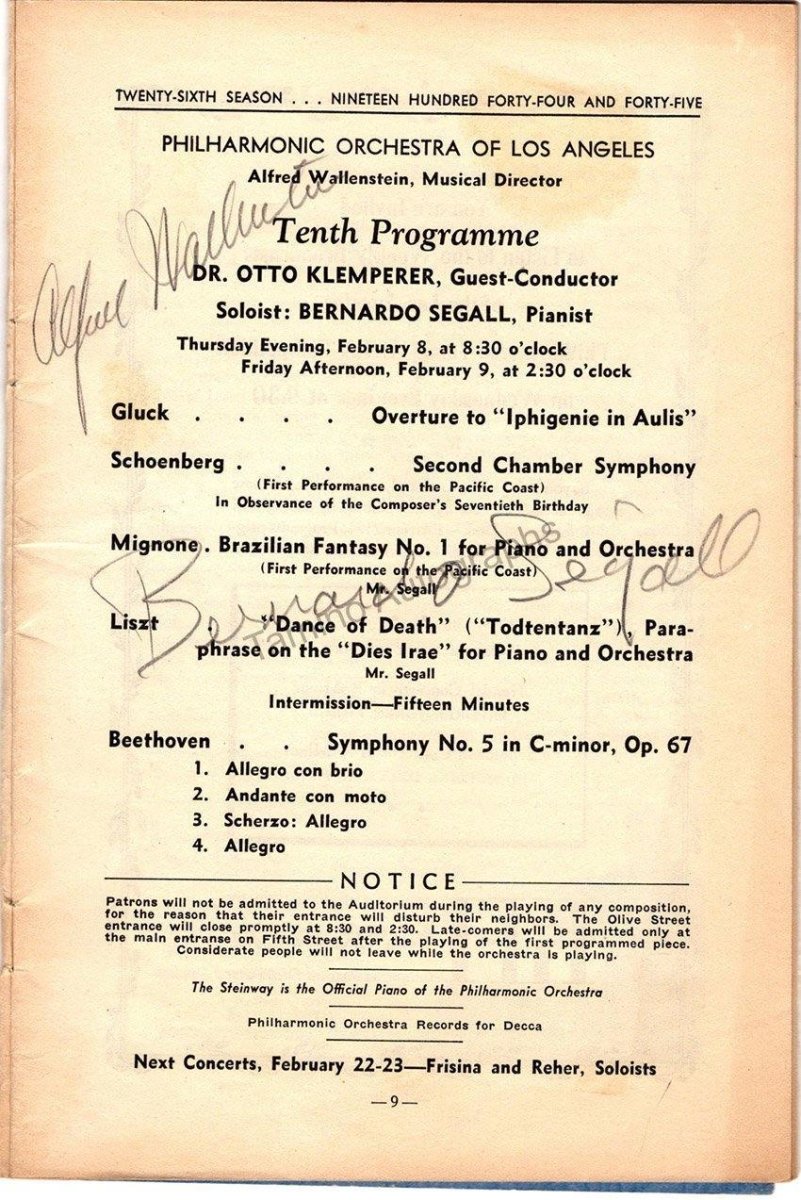 TWENTY-SIXTH SEASON . . . NINETEEN HUNDRED FORTY-FOUR AND FORTY-FIVE
PHILHARMONIC ORCHESTRA OF LOS ANGELES
Alfred Wallenstein, Musical Director
Alfred Wallenstein
Tenth Programme
DR. OTTO KLEMPERER, Guest-Conductor
Soloist: BERNARDO SEGALL, Pianist
Thursday Evening, February 8, at 8:30 o'clock
Friday Afternoon, February 9, at 2:30 o'clock
Gluck . . . . Overture to "Iphigenie in Aulis"
Schoenberg . . . . Second Chamber Symphony
(First Performance on the Pacific Coast)
In Observance of the Composer's Seventieth Birthday
Mignone . Brazilian Fantasy No. 1 for Piano and Orchestra
(First Performance on the Pacific Coast)
Mr. Segall
Bernardo Segall
Tamino Autographs
Liszt . "Dance of Death" ("Todtentanz"), Para-
phrase on the "Dies Irae" for Piano and Orchestra
Mr. Segall
Intermission—Fifteen Minutes
Beethoven . . Symphony No. 5 in C-minor, Op. 67
1. Allegro con brio
2. Andante con moto
3. Scherzo: Allegro
4. Allegro
NOTICE
Patrons will not be admitted to the Auditorium during the playing of any composition,
for the reason that their entrance will disturb their neighbors. The Olive Street
entrance will close promptly at 8:30 and 2:30. Late-comers will be admitted only at
the main entranse on Fifth Street after the playing of the first programmed piece.
Considerate people will not leave while the orchestra is playing.
The Steinway is the Official Piano of the Philharmonic Orchestra
Philharmonic Orchestra Records for Decca
Next Concerts, February 22-23—Frisina and Reher, Soloists
—9—